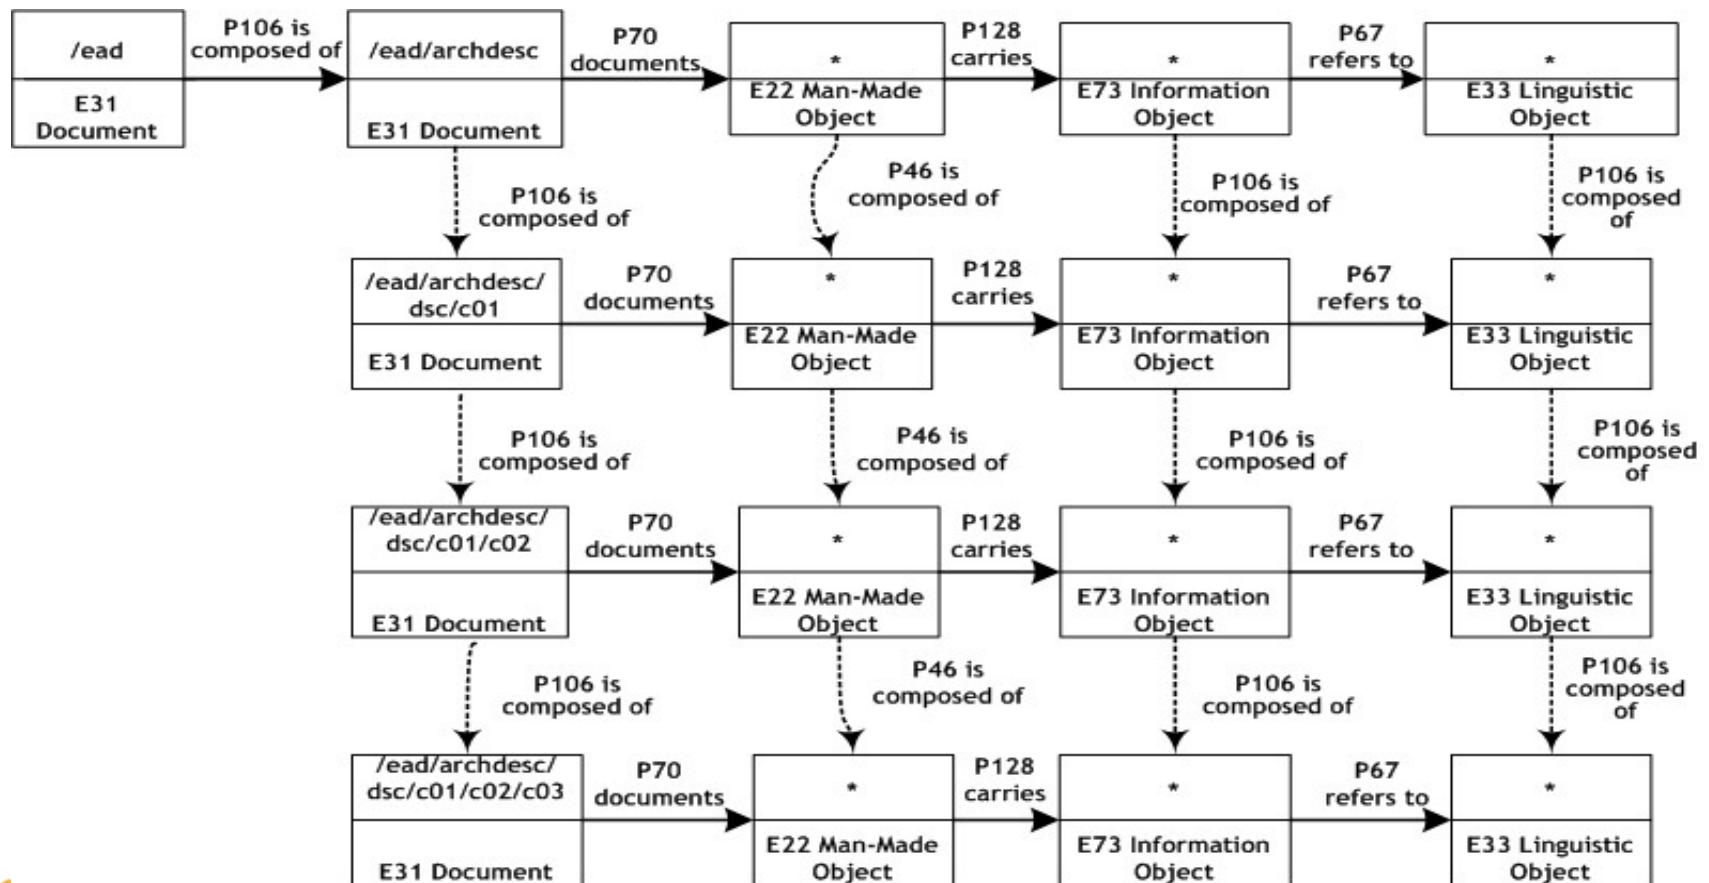 /ead
E31
Document
P106 is
composed of
/ead/archdesc
E31 Document
P70
documents
*
E22 Man-Made
Object
P128
carries
*
E73 Information
Object
P67
refers to
*
E33 Linguistic
Object
P106 is
composed of
P46 is
composed of
P106 is
composed of
P106 is
composed
of
/ead/archdesc/
dsc/c01
E31 Document
P70
documents
*
E22 Man-Made
Object
P128
carries
*
E73 Information
Object
P67
refers to
*
E33 Linguistic
Object
P106 is
composed of
P46 is
composed of
P106 is
composed of
P106 is
composed
of
/ead/archdesc/
dsc/c01/c02
E31 Document
P70
documents
*
E22 Man-Made
Object
P128
carries
*
E73 Information
Object
P67
refers to
*
E33 Linguistic
Object
P106 is
composed of
P46 is
composed of
P106 is
composed of
P106 is
composed
of
/ead/archdesc/
dsc/c01/c02/c03
E31 Document
P70
documents
*
E22 Man-Made
Object
P128
carries
*
E73 Information
Object
P67
refers to
*
E33 Linguistic
Object